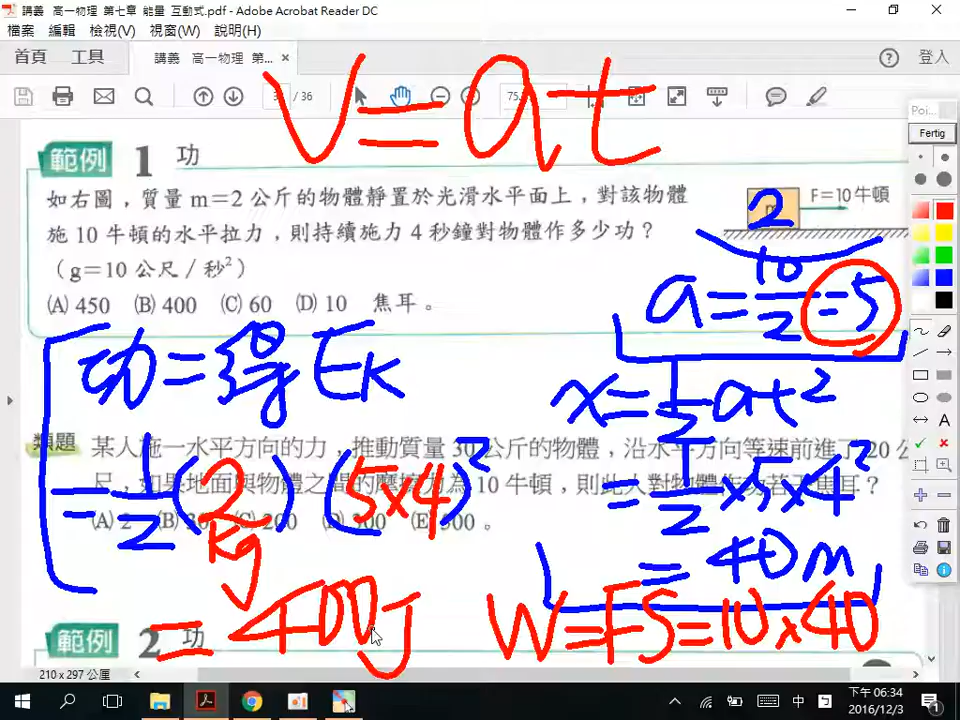 講義 高一物理 第七章 能量 互動式.pdf - Adobe Acrobat Reader DC
檔案 編輯 檢視(V) 視窗(W) 說明(H)
首頁 工具 講義 高一物理 第... × 登入
3 / 36 75.
V=at
Poi...
Fertig
範例 1 功
如右圖，質量 m=2 公斤的物體靜置於光滑水平面上，對該物體
施 10 牛頓的水平拉力，則持續施力 4 秒鐘對物體作多少功？
(g=10 公尺／秒²)
(A) 450 (B) 400 (C) 60 (D) 10 焦耳。
m F=10 牛頓
2
a=10/2=5
功=得Ek
x=1/2at²
類題 某人施一水平方向的力，推動質量 30 公斤的物體，沿水平方向等速前進了 20 公
尺，如果地面與物體之間的摩擦力為 10 牛頓，則此人對物體作功若干焦耳？
(A) 2 (C) 200 (D) 300 (E) 500。
=1/2(2)(5×4)²
kg
=1/2×5×4²
=40m
=400J
W=FS=10×40
範例 2 功
210 x 297 公厘
中
下午 06:34
2016/12/3
1